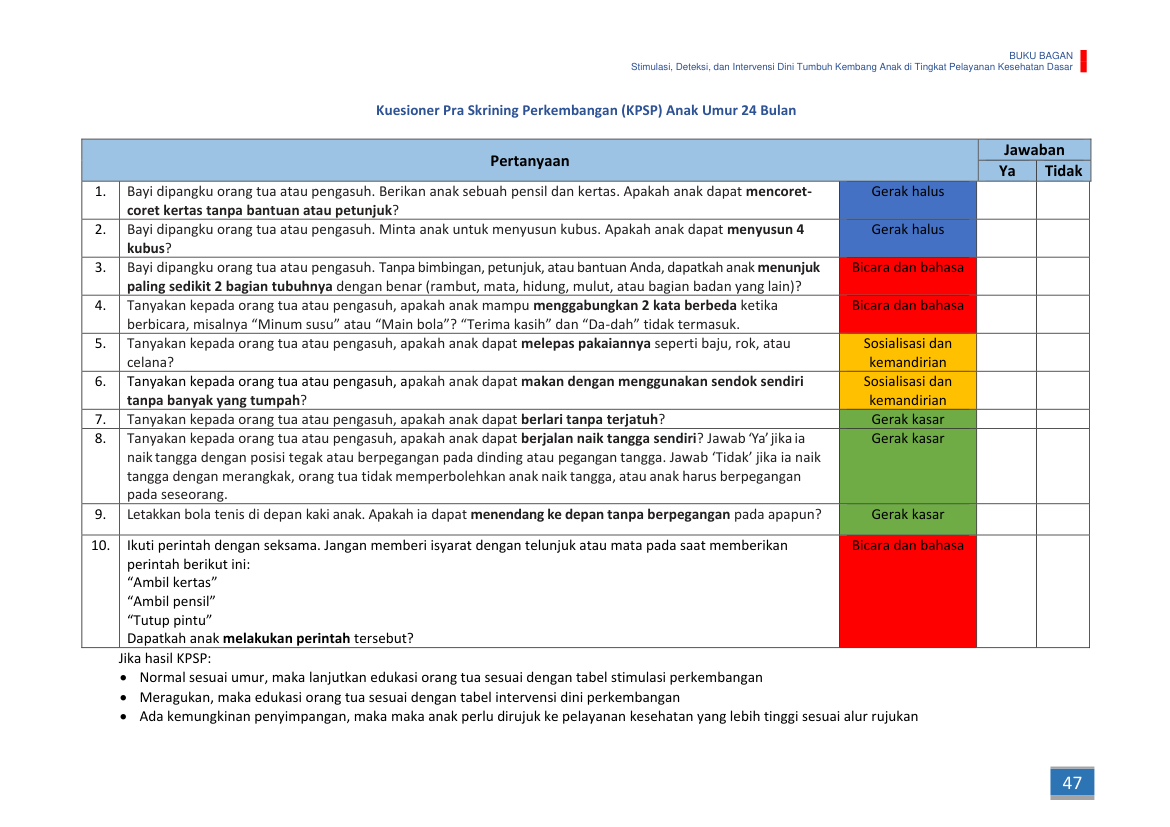 BUKU BAGAN
Stimulasi, Deteksi, dan Intervensi Dini Tumbuh Kembang Anak di Tingkat Pelayanan Kesehatan Dasar
Kuesioner Pra Skrining Perkembangan (KPSP) Anak Umur 24 Bulan
Pertanyaan
Jawaban
Ya
Tidak
1.
Bayi dipangku orang tua atau pengasuh. Berikan anak sebuah pensil dan kertas. Apakah anak dapat mencoret-
coret kertas tanpa bantuan atau petunjuk?
Gerak halus
2.
Bayi dipangku orang tua atau pengasuh. Minta anak untuk menyusun kubus. Apakah anak dapat menyusun 4
kubus?
Gerak halus
3.
Bayi dipangku orang tua atau pengasuh. Tanpa bimbingan, petunjuk, atau bantuan Anda, dapatkah anak menunjuk
paling sedikit 2 bagian tubuhnya dengan benar (rambut, mata, hidung, mulut, atau bagian badan yang lain)?
Bicara dan bahasa
4.
Tanyakan kepada orang tua atau pengasuh, apakah anak mampu menggabungkan 2 kata berbeda ketika
berbicara, misalnya “Minum susu” atau “Main bola”? “Terima kasih” dan “Da-dah” tidak termasuk.
Bicara dan bahasa
5.
Tanyakan kepada orang tua atau pengasuh, apakah anak dapat melepas pakaiannya seperti baju, rok, atau
celana?
Sosialisasi dan
kemandirian
6.
Tanyakan kepada orang tua atau pengasuh, apakah anak dapat makan dengan menggunakan sendok sendiri
tanpa banyak yang tumpah?
Sosialisasi dan
kemandirian
7.
Tanyakan kepada orang tua atau pengasuh, apakah anak dapat berlari tanpa terjatuh?
Gerak kasar
8.
Tanyakan kepada orang tua atau pengasuh, apakah anak dapat berjalan naik tangga sendiri? Jawab ‘Ya’ jika ia
naik tangga dengan posisi tegak atau berpegangan pada dinding atau pegangan tangga. Jawab ‘Tidak’ jika ia naik
tangga dengan merangkak, orang tua tidak memperbolehkan anak naik tangga, atau anak harus berpegangan
pada seseorang.
Gerak kasar
9.
Letakkan bola tenis di depan kaki anak. Apakah ia dapat menendang ke depan tanpa berpegangan pada apapun?
Gerak kasar
10.
Ikuti perintah dengan seksama. Jangan memberi isyarat dengan telunjuk atau mata pada saat memberikan
perintah berikut ini:
“Ambil kertas”
“Ambil pensil”
“Tutup pintu”
Dapatkah anak melakukan perintah tersebut?
Bicara dan bahasa
Jika hasil KPSP:
• Normal sesuai umur, maka lanjutkan edukasi orang tua sesuai dengan tabel stimulasi perkembangan
• Meragukan, maka edukasi orang tua sesuai dengan tabel intervensi dini perkembangan
• Ada kemungkinan penyimpangan, maka maka anak perlu dirujuk ke pelayanan kesehatan yang lebih tinggi sesuai alur rujukan
47